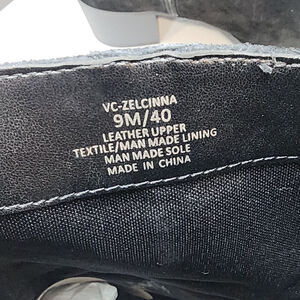 VC-ZELCINNA
9M/40
LEATHER UPPER
TEXTILE/MAN MADE LINING
MAN MADE SOLE
MADE IN CHINA